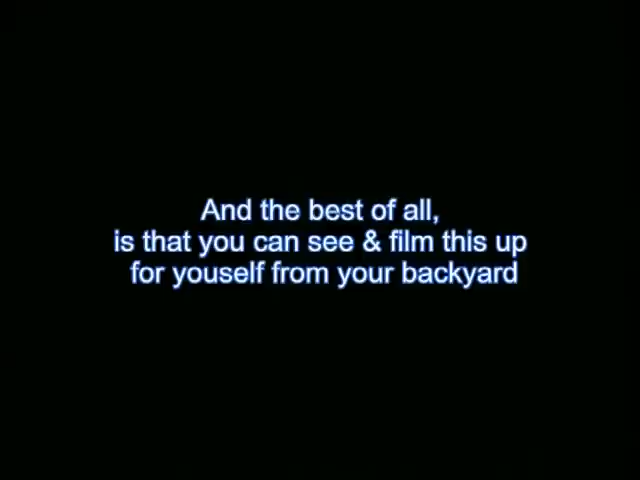 And the best of all,
is that you can see & film this up
for youself from your backyard